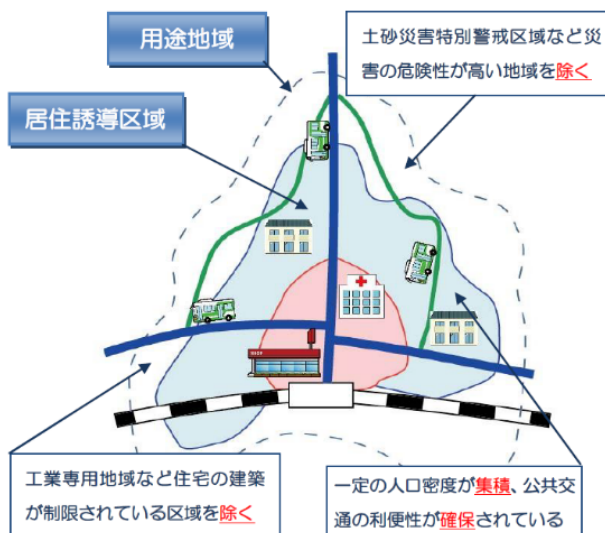 用途地域
土砂災害特別警戒区域など災
害の危険性が高い地域を除く
居住誘導区域
工業専用地域など住宅の建築
が制限されている区域を除く
一定の人口密度が集積、公共交
通の利便性が確保されている